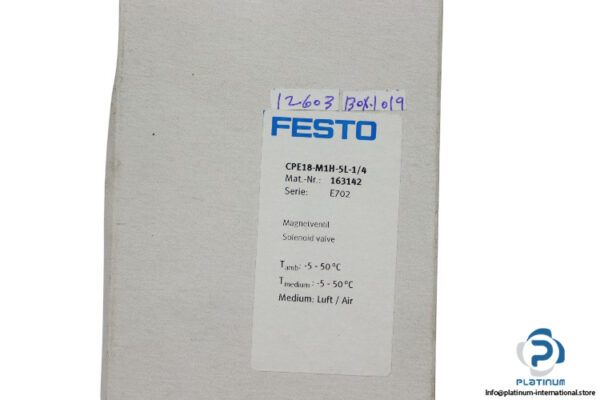 12603 BOX.1019
FESTO
CPE18-M1H-5L-1/4
Mat.-Nr.: 163142
Serie: E702
Magnetventil
Solenoid valve
Tamb: -5 - 50°C
Tmedium: -5 - 50°C
Medium: Luft / Air
PLATINUM
Info@platinum-international.store